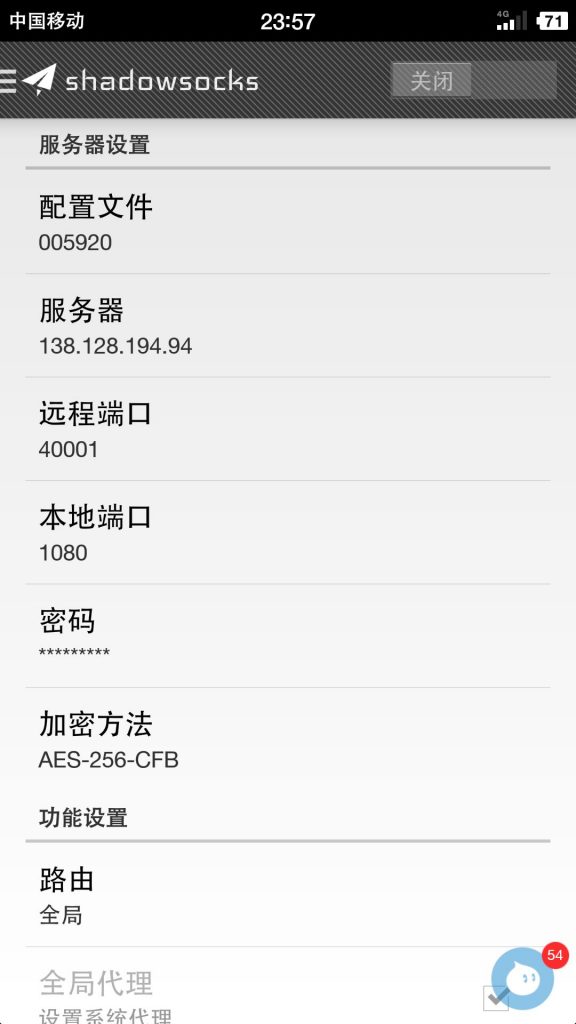 中国移动
23:57
4G
71
shadowsocks
关闭
服务器设置
配置文件
005920
服务器
138.128.194.94
远程端口
40001
本地端口
1080
密码
*********
加密方法
AES-256-CFB
功能设置
路由
全局
54
全局代理
设置系统代理